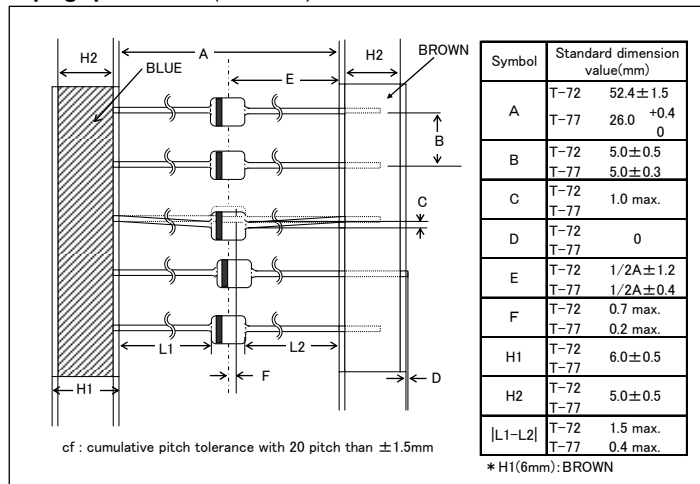 H2
A
H2
BLUE
E
BROWN
B
C
L1
L2
F
H1
D
cf : cumulative pitch tolerance with 20 pitch than ±1.5mm
Symbol Standard dimension value(mm)
A T-72 52.4±1.5
T-77 26.0 +0.4 0
B T-72 5.0±0.5
T-77 5.0±0.3
C T-72 T-77 1.0 max.
D T-72 T-77 0
E T-72 1/2A±1.2
T-77 1/2A±0.4
F T-72 0.7 max.
T-77 0.2 max.
H1 T-72 T-77 6.0±0.5
H2 T-72 T-77 5.0±0.5
|L1-L2| T-72 1.5 max.
T-77 0.4 max.
*H1(6mm):BROWN